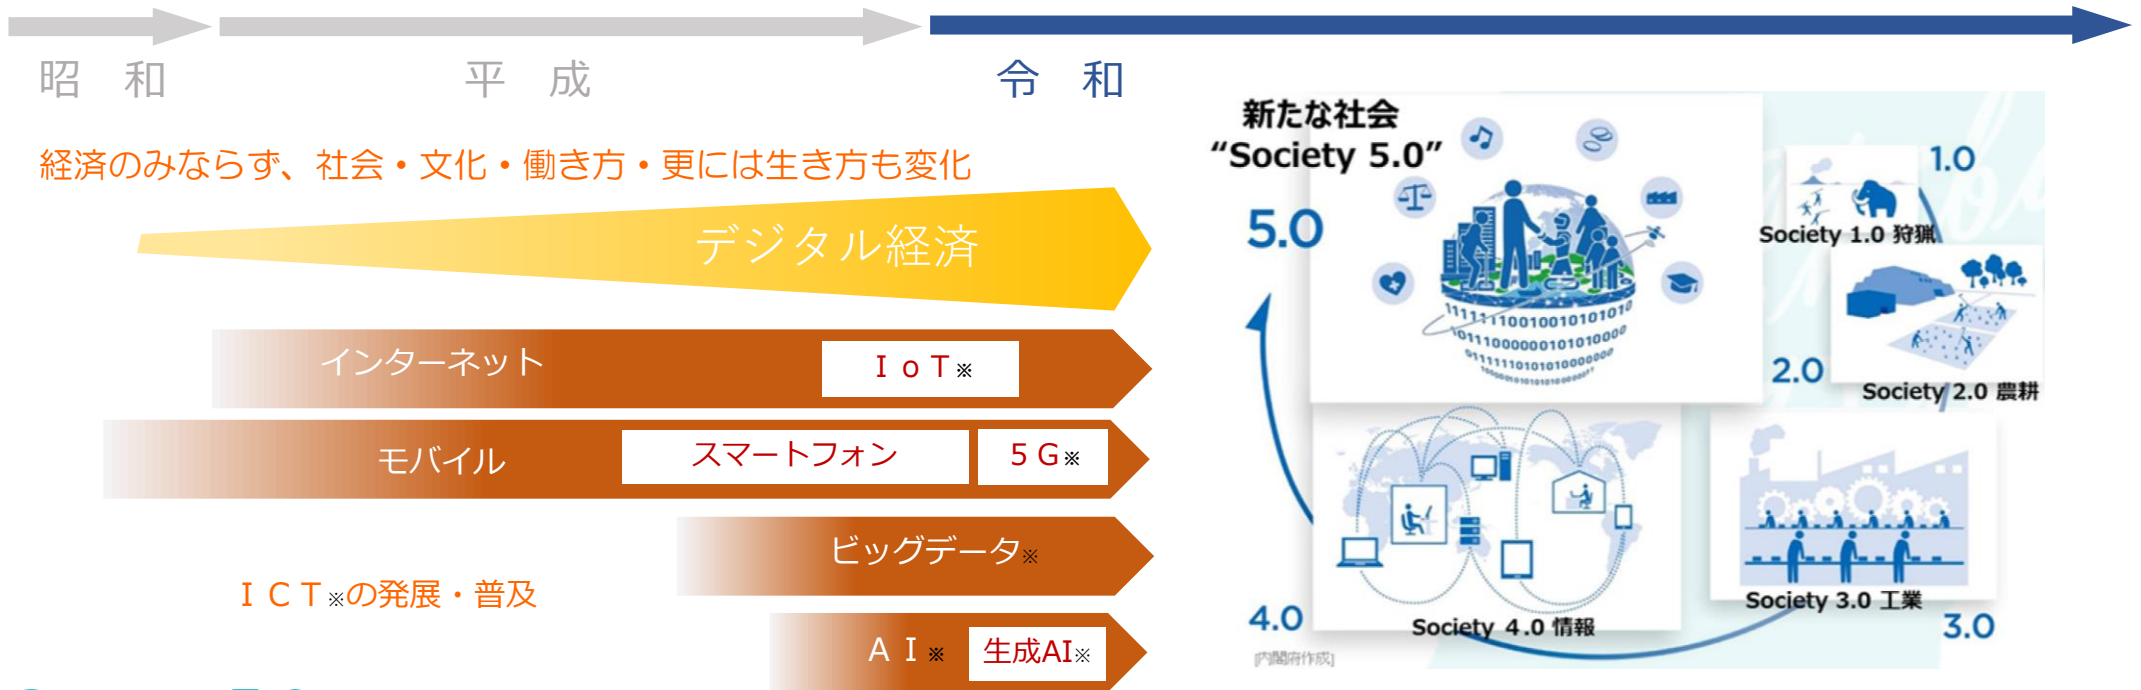 昭 和
平 成
令 和
経済のみならず、社会・文化・働き方・更には生き方も変化
デジタル経済
インターネット
ＩｏＴ※
モバイル
スマートフォン
５Ｇ※
ビッグデータ※
ＩＣＴ※の発展・普及
ＡＩ※
生成AI※
新たな社会
“Society 5.0”
5.0
1.0
Society 1.0 狩猟
2.0
Society 2.0 農耕
Society 3.0 工業
3.0
4.0
Society 4.0 情報
[内閣府作成]